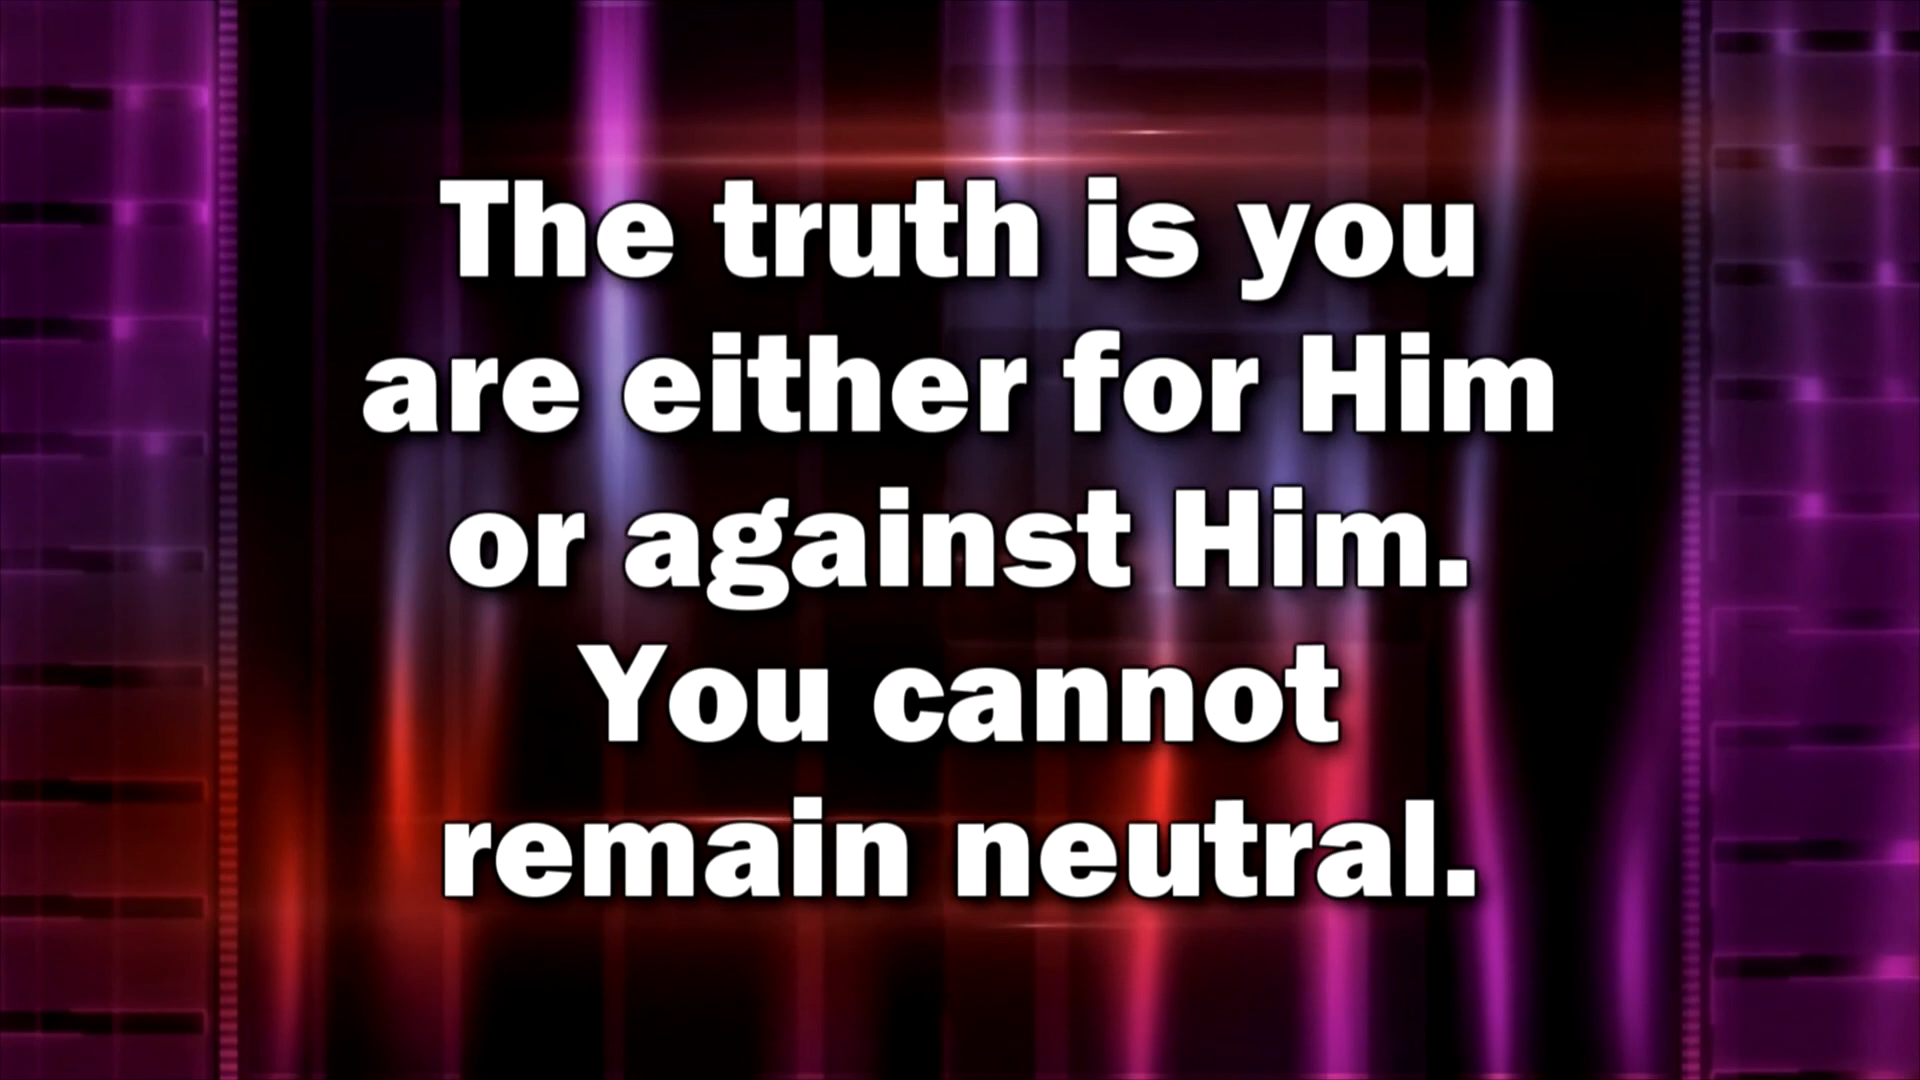 The truth is you
are either for Him
or against Him.
You cannot
remain neutral.